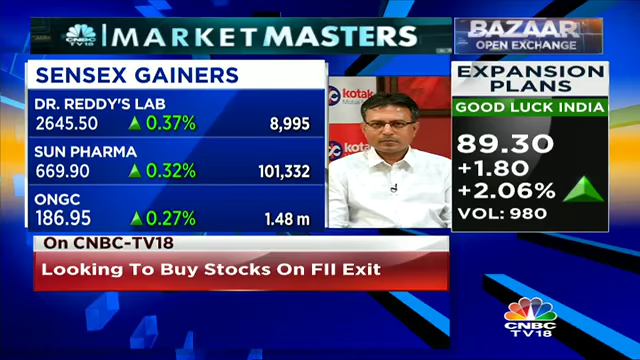 CNBC TV18 MARKET MASTERS
BAZAAR
OPEN EXCHANGE
SENSEX GAINERS
DR. REDDY'S LAB
2645.50 0.37% 8,995
SUN PHARMA
669.90 0.32% 101,332
ONGC
186.95 0.27% 1.48 m
kotak
Mutual Fund
kotak
EXPANSION
PLANS
GOOD LUCK INDIA
89.30
+1.80
+2.06%
VOL: 980
On CNBC-TV18
Looking To Buy Stocks On FII Exit
CNBC
TV18